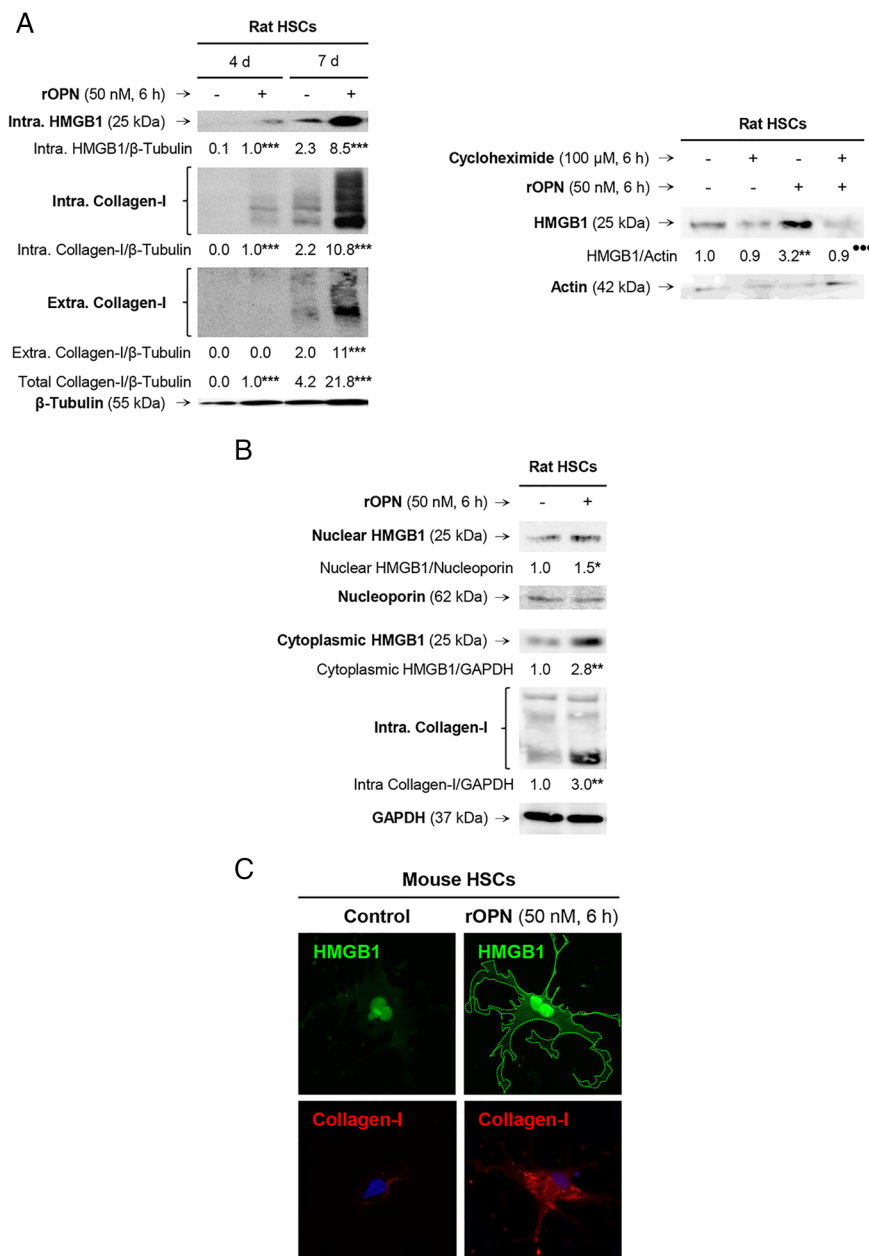 A
Rat HSCs
4 d 7 d
rOPN (50 nM, 6 h) → - + - +
Intra. HMGB1 (25 kDa) →
Intra. HMGB1/β-Tubulin 0.1 1.0*** 2.3 8.5***
Intra. Collagen-I
Intra. Collagen-I/β-Tubulin 0.0 1.0*** 2.2 10.8***
Extra. Collagen-I
Extra. Collagen-I/β-Tubulin 0.0 0.0 2.0 11***
Total Collagen-I/β-Tubulin 0.0 1.0*** 4.2 21.8***
β-Tubulin (55 kDa) →
Rat HSCs
Cycloheximide (100 µM, 6 h) → - + - +
rOPN (50 nM, 6 h) → - - + +
HMGB1 (25 kDa) →
HMGB1/Actin 1.0 0.9 3.2** 0.9•••
Actin (42 kDa) →
B
Rat HSCs
rOPN (50 nM, 6 h) → - +
Nuclear HMGB1 (25 kDa) →
Nuclear HMGB1/Nucleoporin 1.0 1.5*
Nucleoporin (62 kDa) →
Cytoplasmic HMGB1 (25 kDa) →
Cytoplasmic HMGB1/GAPDH 1.0 2.8**
Intra. Collagen-I
Intra Collagen-I/GAPDH 1.0 3.0**
GAPDH (37 kDa) →
C
Mouse HSCs
Control rOPN (50 nM, 6 h)
HMGB1 HMGB1
Collagen-I Collagen-I